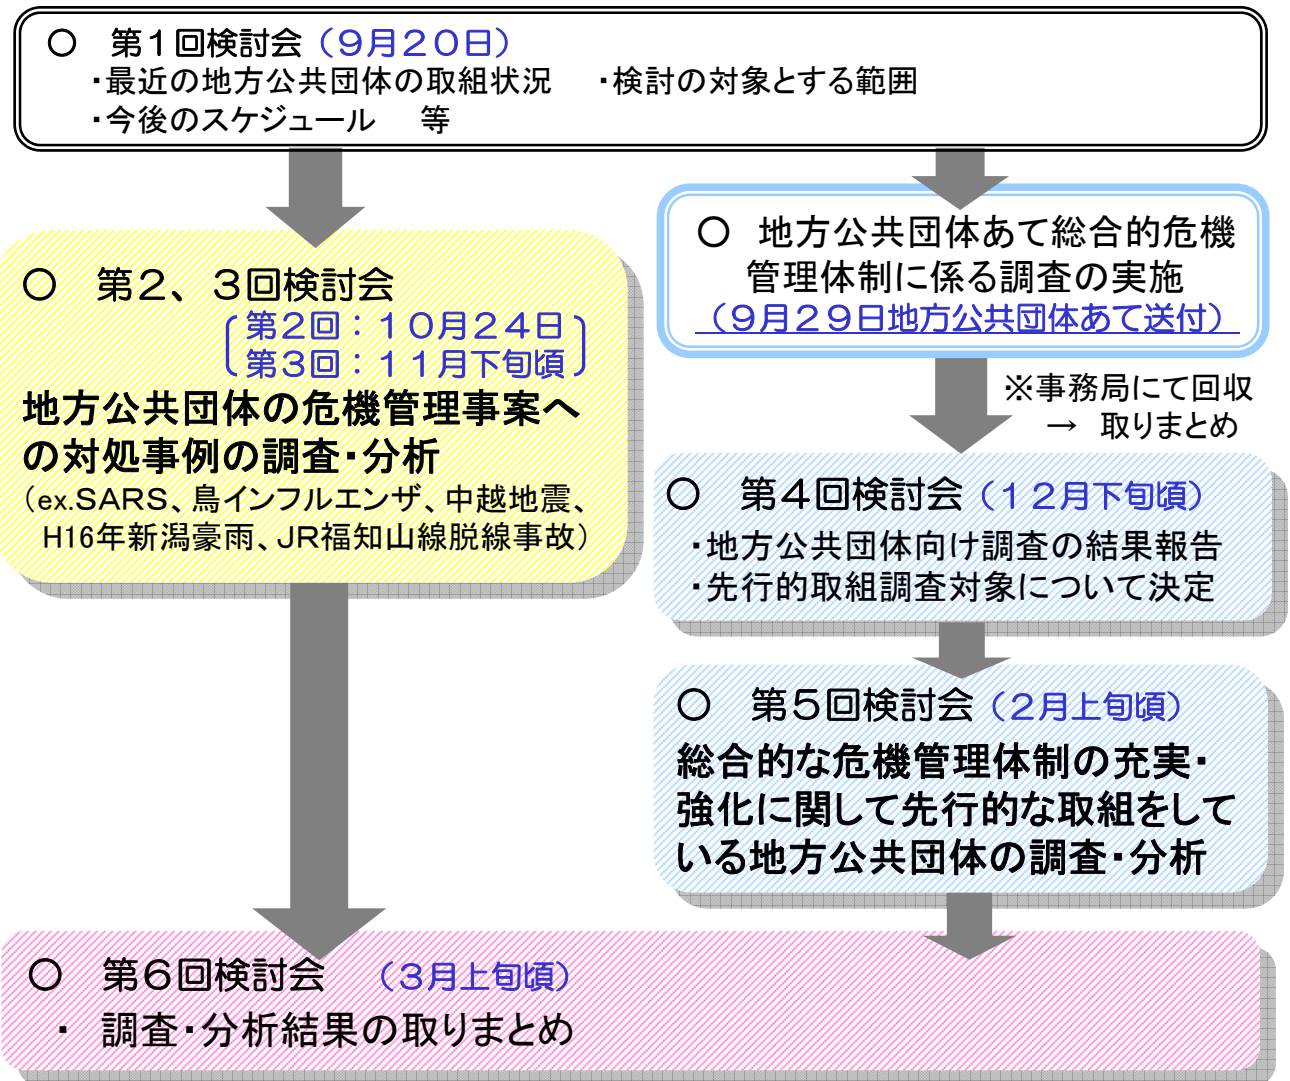 ○　第１回検討会（９月２０日）
・最近の地方公共団体の取組状況　・検討の対象とする範囲
・今後のスケジュール　等
○　第２、３回検討会
第２回：１０月２４日
第３回：１１月下旬頃
地方公共団体の危機管理事案へ
の対処事例の調査・分析
（ex.SARS、鳥インフルエンザ、中越地震、
H16年新潟豪雨、JR福知山線脱線事故）
○　地方公共団体あて総合的危機
管理体制に係る調査の実施
（９月２９日地方公共団体あて送付）
※事務局にて回収
→　取りまとめ
○　第４回検討会（１２月下旬頃）
・地方公共団体向け調査の結果報告
・先行的取組調査対象について決定
○　第５回検討会（２月上旬頃）
総合的な危機管理体制の充実・
強化に関して先行的な取組をして
いる地方公共団体の調査・分析
○　第６回検討会　（３月上旬頃）
・　調査・分析結果の取りまとめ